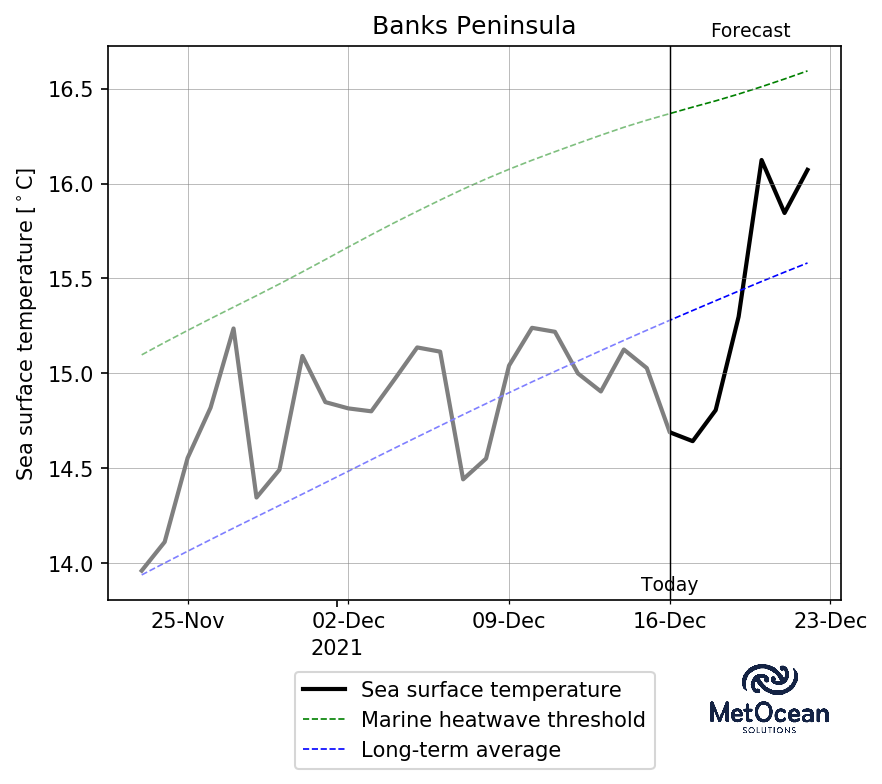 Banks Peninsula
Forecast
Sea surface temperature [°C]
16.5
16.0
15.5
15.0
14.5
14.0
Today
25-Nov
02-Dec
09-Dec
16-Dec
23-Dec
2021
Sea surface temperature
Marine heatwave threshold
Long-term average
MetOcean
SOLUTIONS